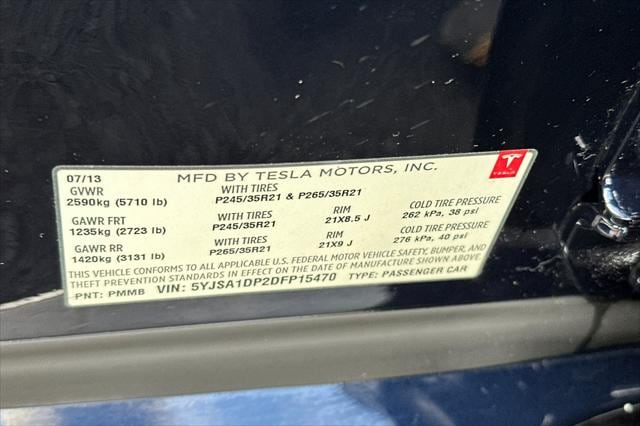 07/13 MFD BY TESLA MOTORS, INC. TESLA
GVWR WITH TIRES
2590kg (5710 lb) P245/35R21 & P265/35R21
GAWR FRT WITH TIRES RIM COLD TIRE PRESSURE
1235kg (2723 lb) P245/35R21 21X8.5 J 262 kPa, 38 psi
GAWR RR WITH TIRES RIM COLD TIRE PRESSURE
1420kg (3131 lb) P265/35R21 21X9 J 276 kPa, 40 psi
THIS VEHICLE CONFORMS TO ALL APPLICABLE U.S. FEDERAL MOTOR VEHICLE SAFETY, BUMPER, AND
THEFT PREVENTION STANDARDS IN EFFECT ON THE DATE OF MANUFACTURE SHOWN ABOVE.
PNT: PMMB VIN: 5YJSA1DP2DFP15470 TYPE: PASSENGER CAR